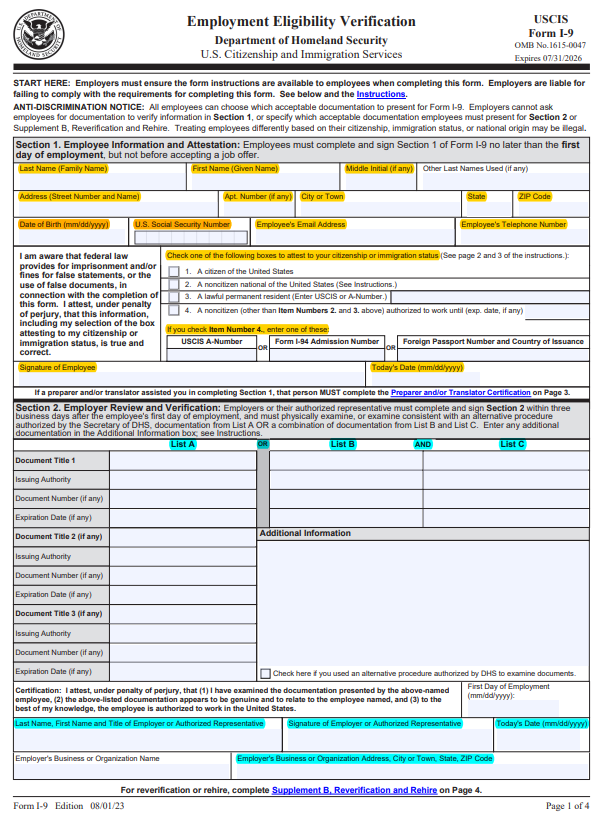 Employment Eligibility Verification
Department of Homeland Security
U.S. Citizenship and Immigration Services
USCIS
Form I-9
OMB No.1615-0047
Expires 07/31/2026
START HERE: Employers must ensure the form instructions are available to employees when completing this form. Employers are liable for
failing to comply with the requirements for completing this form. See below and the Instructions.
ANTI-DISCRIMINATION NOTICE: All employees can choose which acceptable documentation to present for Form I-9. Employers cannot ask
employees for documentation to verify information in Section 1, or specify which acceptable documentation employees must present for Section 2 or
Supplement B, Reverification and Rehire. Treating employees differently based on their citizenship, immigration status, or national origin may be illegal.
Section 1. Employee Information and Attestation: Employees must complete and sign Section 1 of Form I-9 no later than the first
day of employment, but not before accepting a job offer.
Last Name (Family Name) First Name (Given Name) Middle Initial (if any) Other Last Names Used (if any)
Address (Street Number and Name) Apt. Number (if any) City or Town State ZIP Code
Date of Birth (mm/dd/yyyy) U.S. Social Security Number Employee's Email Address Employee's Telephone Number
I am aware that federal law
provides for imprisonment and/or
fines for false statements, or the
use of false documents, in
connection with the completion of
this form. I attest, under penalty
of perjury, that this information,
including my selection of the box
attesting to my citizenship or
immigration status, is true and
correct.
Check one of the following boxes to attest to your citizenship or immigration status (See page 2 and 3 of the instructions.):
1. A citizen of the United States
2. A noncitizen national of the United States (See Instructions.)
3. A lawful permanent resident (Enter USCIS or A-Number.)
4. A noncitizen (other than Item Numbers 2. and 3. above) authorized to work until (exp. date, if any)
If you check Item Number 4., enter one of these:
USCIS A-Number OR Form I-94 Admission Number OR Foreign Passport Number and Country of Issuance
Signature of Employee Today's Date (mm/dd/yyyy)
If a preparer and/or translator assisted you in completing Section 1, that person MUST complete the Preparer and/or Translator Certification on Page 3.
Section 2. Employer Review and Verification: Employers or their authorized representative must complete and sign Section 2 within three
business days after the employee's first day of employment, and must physically examine, or examine consistent with an alternative procedure
authorized by the Secretary of DHS, documentation from List A OR a combination of documentation from List B and List C. Enter any additional
documentation in the Additional Information box; see Instructions.
List A OR List B AND List C
Document Title 1
Issuing Authority
Document Number (if any)
Expiration Date (if any)
Document Title 2 (if any) Additional Information
Issuing Authority
Document Number (if any)
Expiration Date (if any)
Document Title 3 (if any)
Issuing Authority
Document Number (if any)
Expiration Date (if any) Check here if you used an alternative procedure authorized by DHS to examine documents.
Certification: I attest, under penalty of perjury, that (1) I have examined the documentation presented by the above-named
employee, (2) the above-listed documentation appears to be genuine and to relate to the employee named, and (3) to the
best of my knowledge, the employee is authorized to work in the United States.
First Day of Employment
(mm/dd/yyyy):
Last Name, First Name and Title of Employer or Authorized Representative Signature of Employer or Authorized Representative Today's Date (mm/dd/yyyy)
Employer's Business or Organization Name Employer's Business or Organization Address, City or Town, State, ZIP Code
For reverification or rehire, complete Supplement B, Reverification and Rehire on Page 4.
Form I-9 Edition 08/01/23 Page 1 of 4